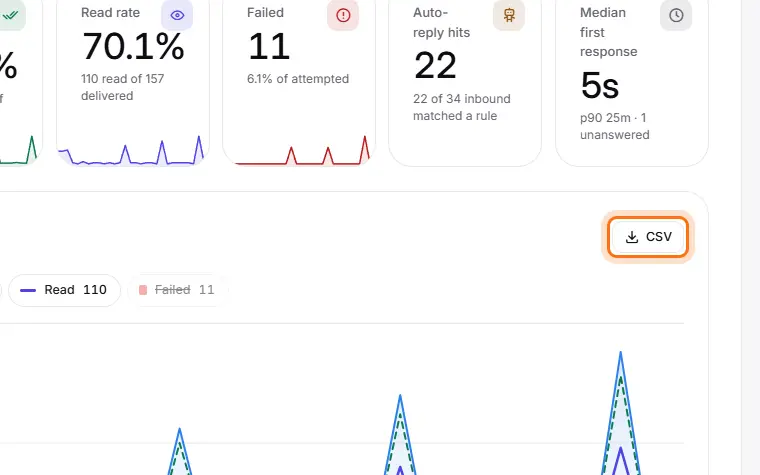 %
f
Read rate
70.1%
110 read of 157
delivered
Failed
11
6.1% of attempted
Auto-
reply hits
22
22 of 34 inbound
matched a rule
Median
first
response
5s
p90 25m · 1
unanswered
CSV
Read 110
Failed 11